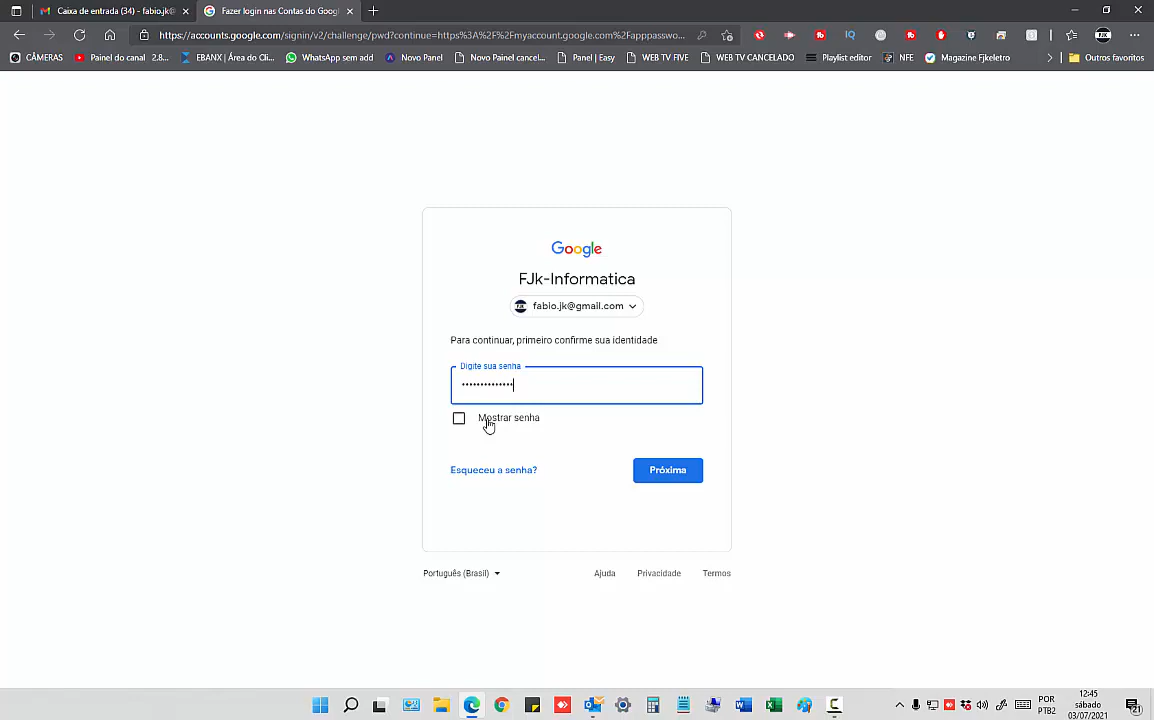 Caixa de entrada (34) - fabio.jk@
Fazer login nas Contas do Googl
https://accounts.google.com/signin/v2/challenge/pwd?continue=https%3A%2F%2Fmyaccount.google.com%2Fapppasswo...
CÂMERAS
Painel do canal 2.8...
EBANX | Área do Cli...
WhatsApp sem add
Novo Panel
Novo Painel cancel...
Panel | Easy
WEB TV FIVE
WEB TV CANCELADO
Playlist editor
NFE
Magazine Fjkeletro
Outros favoritos
Google
FJk-Informatica
fabio.jk@gmail.com
Para continuar, primeiro confirme sua identidade
Digite sua senha
••••••••••••••
Mostrar senha
Esqueceu a senha?
Próxima
Português (Brasil)
Ajuda
Privacidade
Termos
POR
PTB2
12:45
sábado
03/07/2021
21